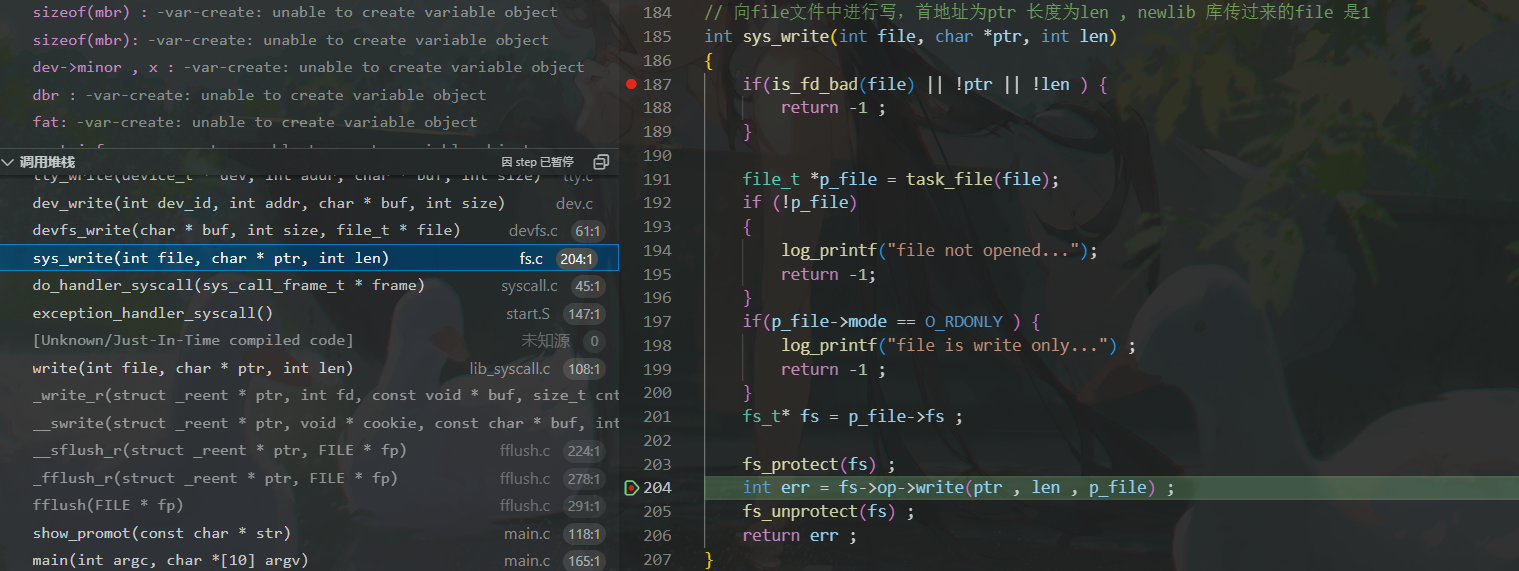 sizeof(mbr) : -var-create: unable to create variable object
sizeof(mbr): -var-create: unable to create variable object
dev->minor , x : -var-create: unable to create variable object
dbr : -var-create: unable to create variable object
fat: -var-create: unable to create variable object
调用堆栈
因 step 已暂停
tty_write(device_t * dev, int addr, char * buf, int size) tty.c
dev_write(int dev_id, int addr, char * buf, int size) dev.c
devfs_write(char * buf, int size, file_t * file) devfs.c 61:1
sys_write(int file, char * ptr, int len) fs.c 204:1
do_handler_syscall(sys_call_frame_t * frame) syscall.c 45:1
exception_handler_syscall() start.S 147:1
[Unknown/Just-In-Time compiled code] 未知源 0
write(int file, char * ptr, int len) lib_syscall.c 108:1
_write_r(struct _reent * ptr, int fd, const void * buf, size_t cnt
__swrite(struct _reent * ptr, void * cookie, const char * buf, int
__sflush_r(struct _reent * ptr, FILE * fp) fflush.c 224:1
_fflush_r(struct _reent * ptr, FILE * fp) fflush.c 278:1
fflush(FILE * fp) fflush.c 291:1
show_promot(const char * str) main.c 118:1
main(int argc, char *[10] argv) main.c 165:1
184 // 向file文件中进行写，首地址为ptr 长度为len , newlib 库传过来的file 是1
185 int sys_write(int file, char *ptr, int len)
186 {
187 if(is_fd_bad(file) || !ptr || !len ) {
188 return -1 ;
189 }
190
191 file_t *p_file = task_file(file);
192 if (!p_file)
193 {
194 log_printf("file not opened...");
195 return -1;
196 }
197 if(p_file->mode == O_RDONLY ) {
198 log_printf("file is write only...") ;
199 return -1 ;
200 }
201 fs_t* fs = p_file->fs ;
202
203 fs_protect(fs) ;
204 int err = fs->op->write(ptr , len , p_file) ;
205 fs_unprotect(fs) ;
206 return err ;
207 }